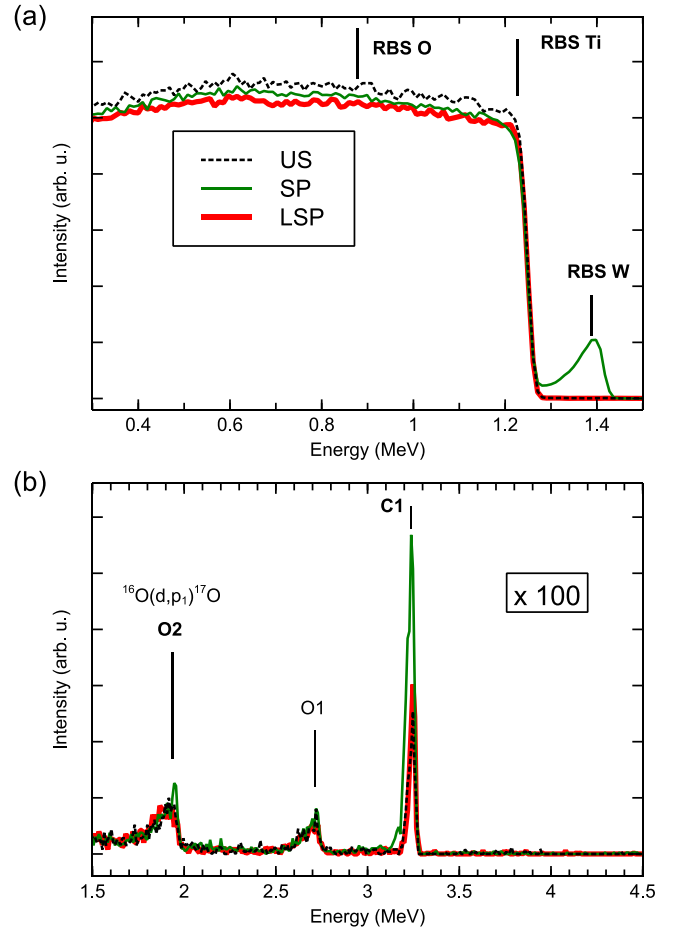 (a)
RBS O
RBS Ti
US
SP
LSP
RBS W
Intensity (arb. u.)
0.4 0.6 0.8 1 1.2 1.4
Energy (MeV)
(b)
C1
x 100
¹⁶O(d,p₁)¹⁷O
O2
O1
Intensity (arb. u.)
1.5 2 2.5 3 3.5 4 4.5
Energy (MeV)